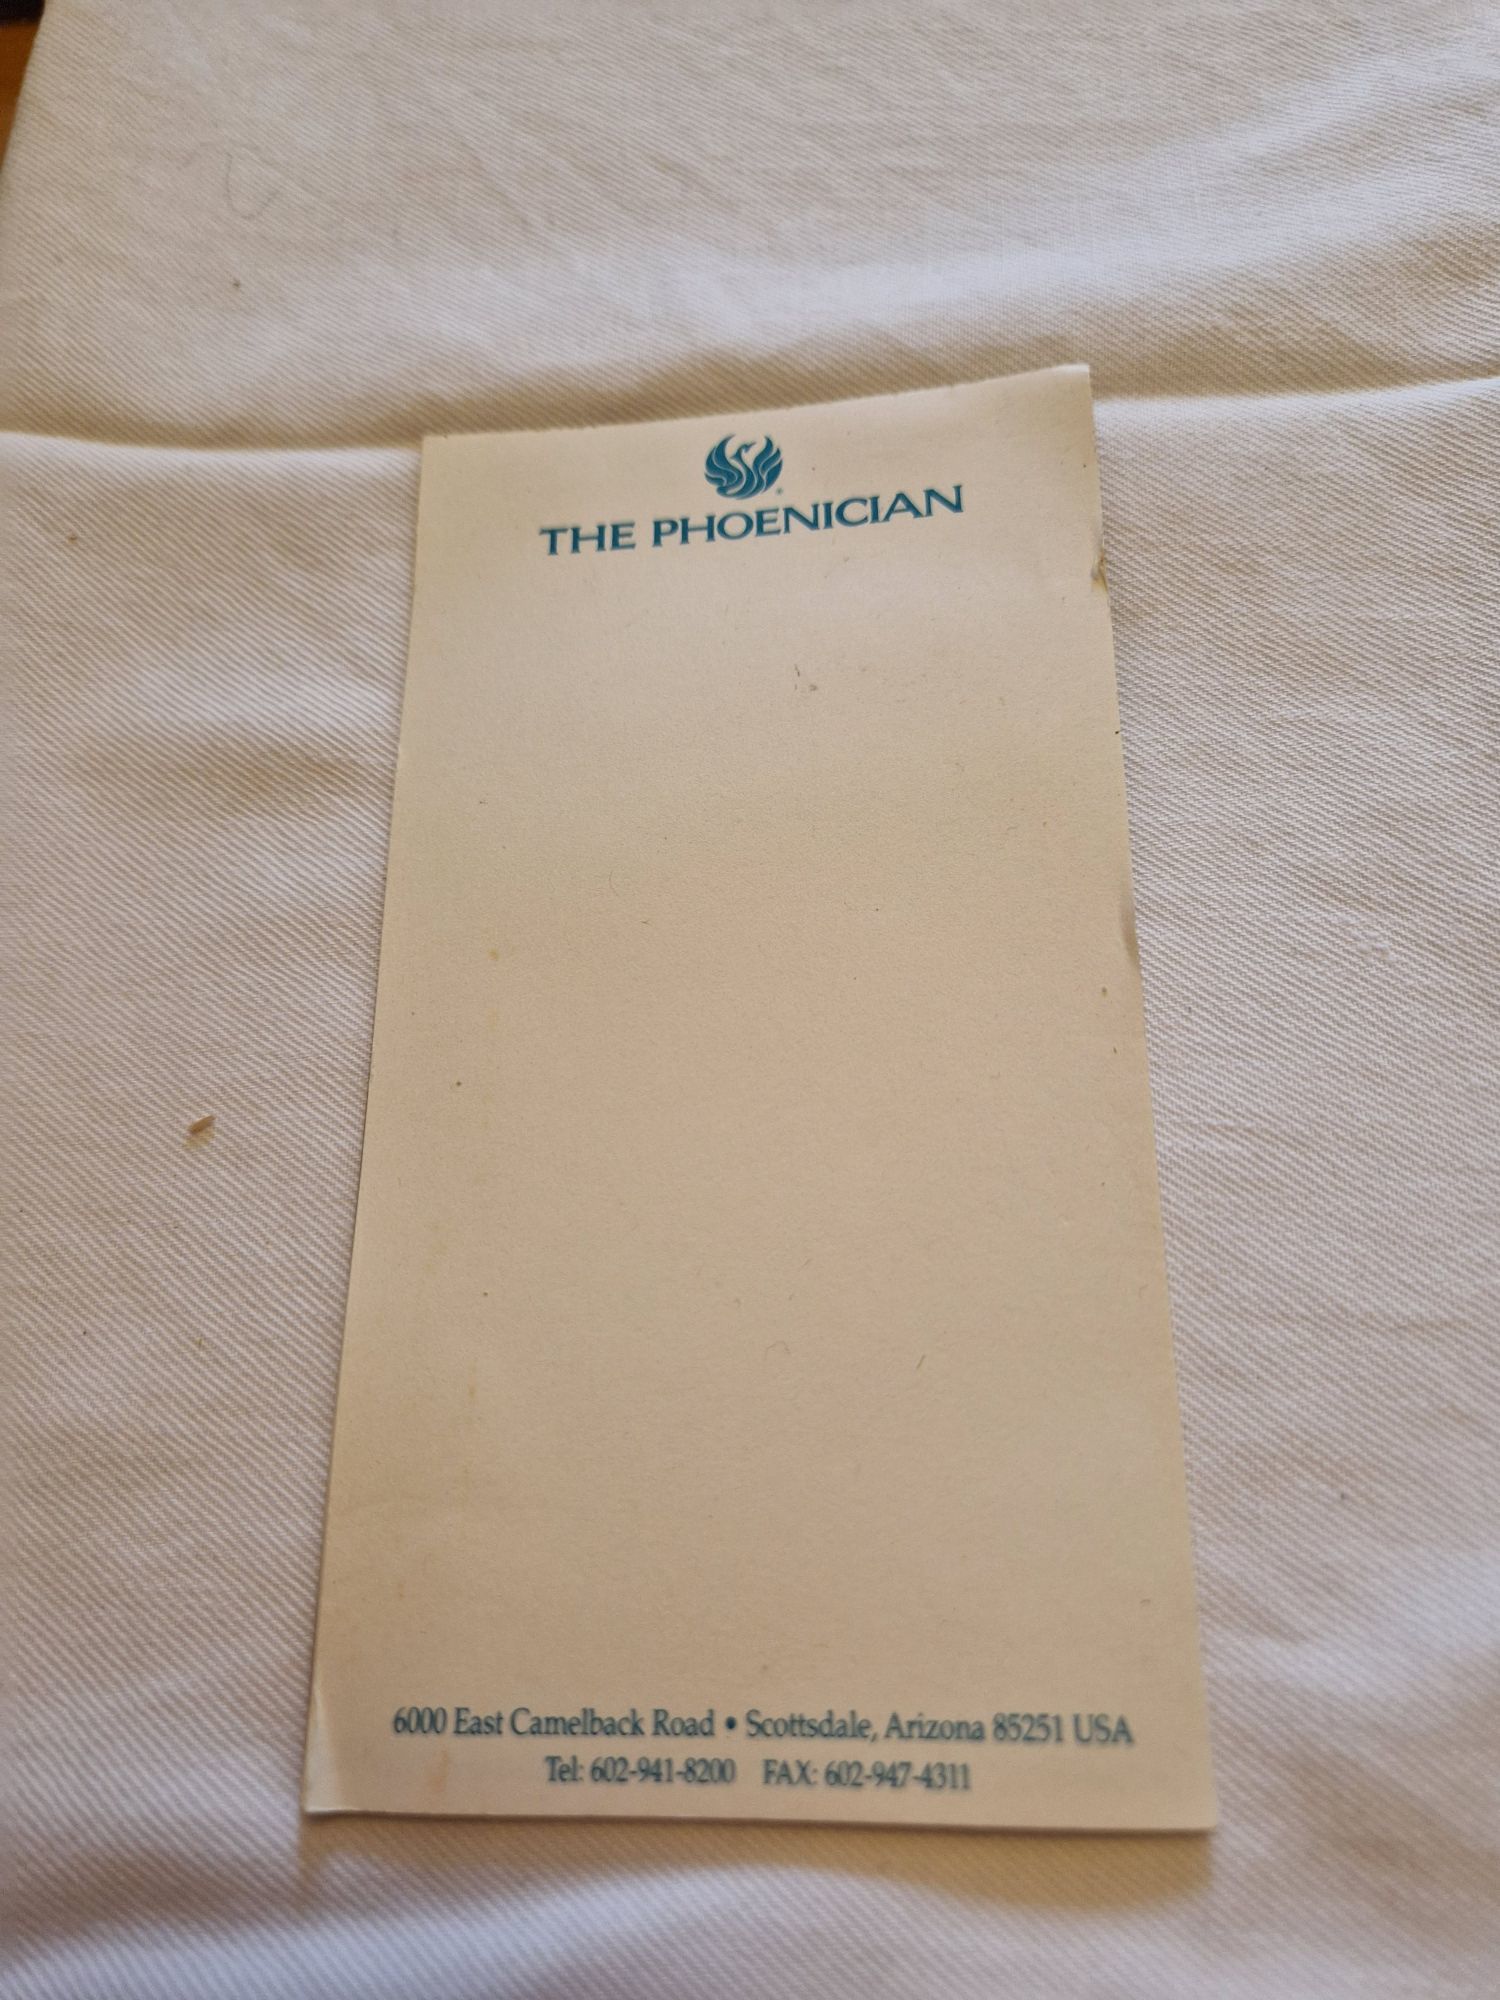 THE PHOENICIAN
6000 East Camelback Road • Scottsdale, Arizona 85251 USA
Tel: 602-941-8200 FAX: 602-947-4311